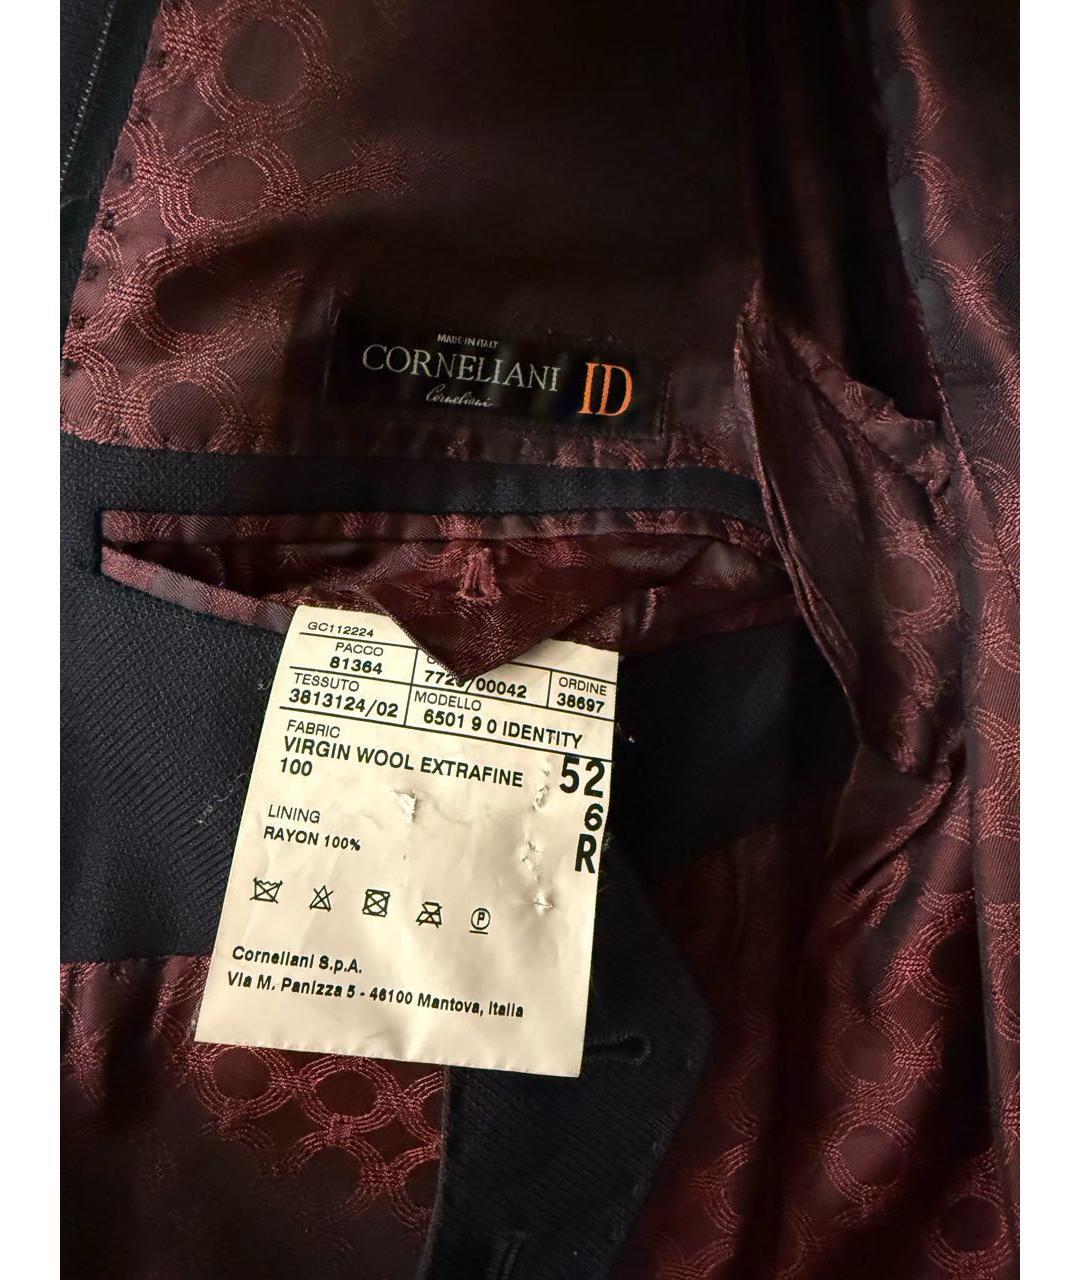 MADE IN ITALY
CORNELIANI ID
Corneliani
GC112224
PACCO
81364
/00042
ORDINE
38697
TESSUTO
3813124/02
MODELLO
6501 9 0 IDENTITY
FABRIC
VIRGIN WOOL EXTRAFINE
100
52
6
R
LINING
RAYON 100%
P
Corneliani S.p.A.
Via M. Panizza 5 - 46100 Mantova, Italia